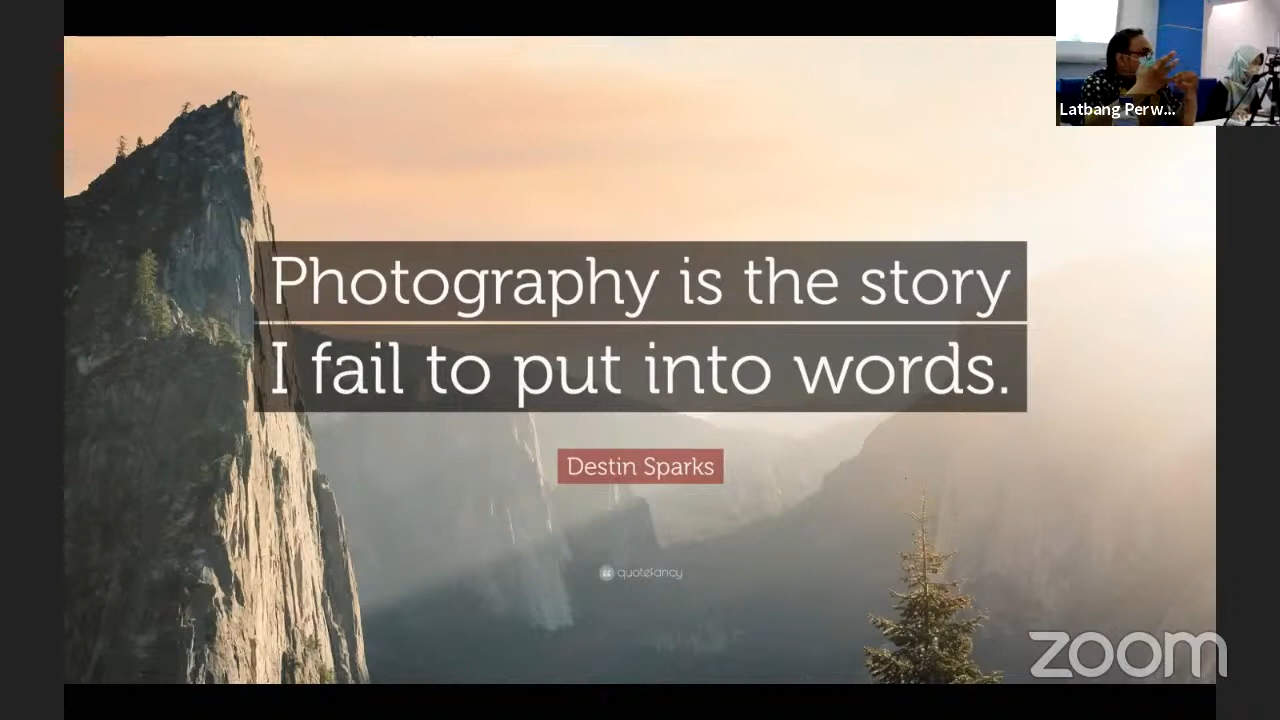 Latbang Perw...
Photography is the story
I fail to put into words.
Destin Sparks
quotefancy
zoom